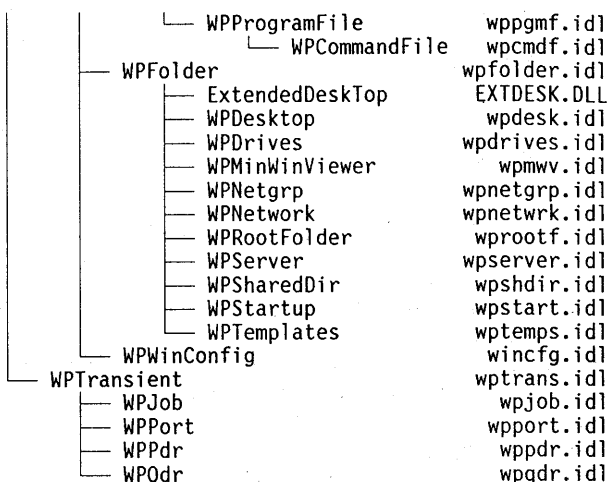 WPProgramFile wppgmf.idl
WPCommandFile wpcmdf.idl
WPFolder wpfolder.idl
ExtendedDeskTop EXTDESK.DLL
WPDesktop wpdesk.idl
WPDrives wpdrives.idl
WPMinWinViewer wpmwv.idl
WPNetgrp wpnetgrp.idl
WPNetwork wpnetwrk.idl
WPRootFolder wprootf.idl
WPServer wpserver.idl
WPSharedDir wpshdir.idl
WPStartup wpstart.idl
WPTemplates wptemps.idl
WPWinConfig wincfg.idl
WPTransient wptrans.idl
WPJob wpjob.idl
WPPort wpport.idl
WPPdr wppdr.idl
WPQdr wpqdr.idl